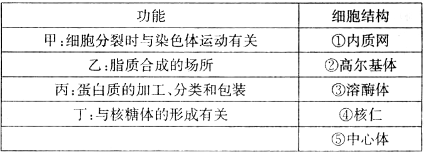 功能 细胞结构
甲:细胞分裂时与染色体运动有关 ①内质网
乙:脂质合成的场所 ②高尔基体
丙:蛋白质的加工、分类和包装 ③溶酶体
丁:与核糖体的形成有关 ④核仁
⑤中心体